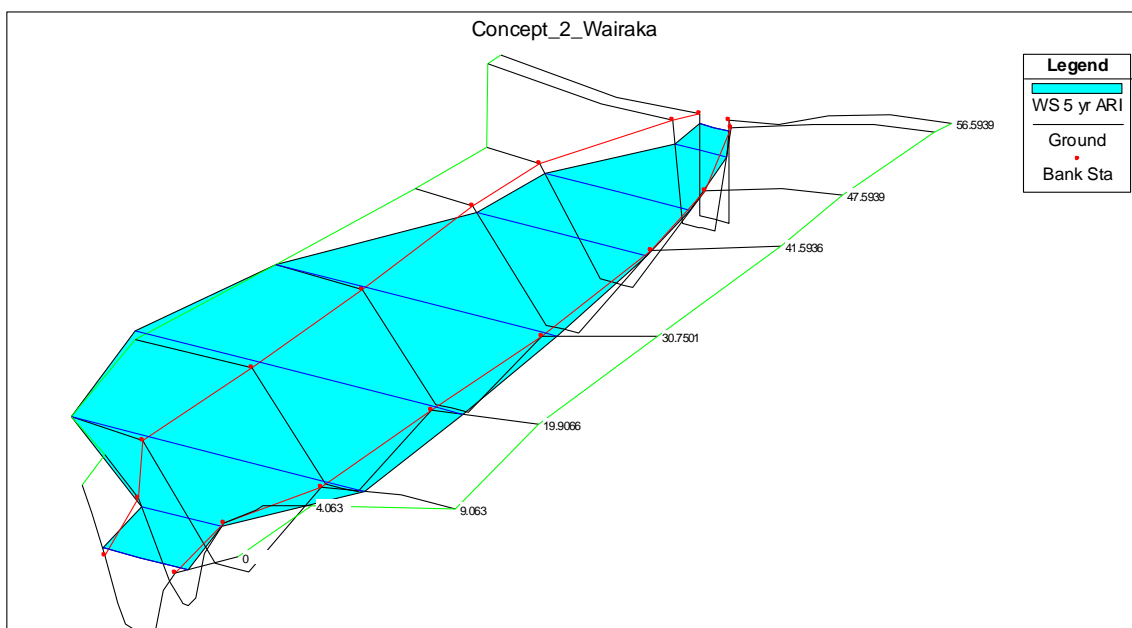 Concept_2_Wairaka
Legend
WS 5 yr ARI
Ground
Bank Sta
56.5939
47.5939
41.5936
30.7501
19.9066
9.063
4.063
0